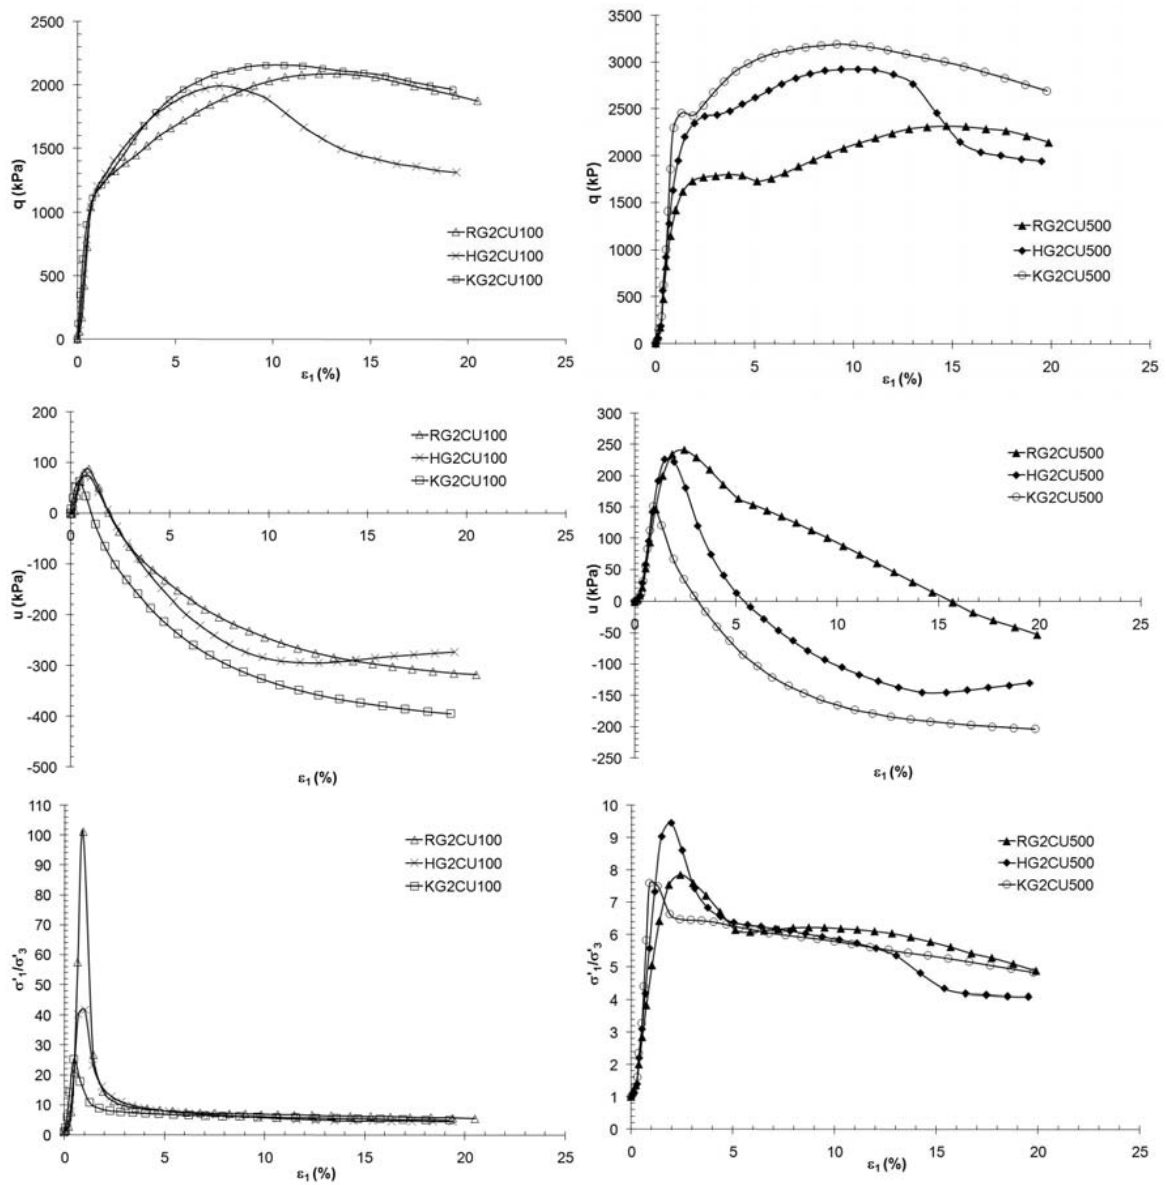 2500
2000
1500
1000
500
0
q (kPa)
RG2CU100
HG2CU100
KG2CU100
0 5 10 15 20 25
ε1 (%)
3500
3000
2500
2000
1500
1000
500
0
q (kP)
RG2CU500
HG2CU500
KG2CU500
0 5 10 15 20 25
ε1 (%)
200
100
0
-100
-200
-300
-400
-500
u (kPa)
RG2CU100
HG2CU100
KG2CU100
0 5 10 15 20 25
ε1 (%)
300
250
200
150
100
50
0
-50
-100
-150
-200
-250
u (kPa)
RG2CU500
HG2CU500
KG2CU500
0 5 10 15 20 25
ε1 (%)
110
100
90
80
70
60
50
40
30
20
10
0
σ'1/σ'3
RG2CU100
HG2CU100
KG2CU100
0 5 10 15 20 25
ε1 (%)
10
9
8
7
6
5
4
3
2
1
0
σ'1/σ'3
RG2CU500
HG2CU500
KG2CU500
0 5 10 15 20 25
ε1 (%)